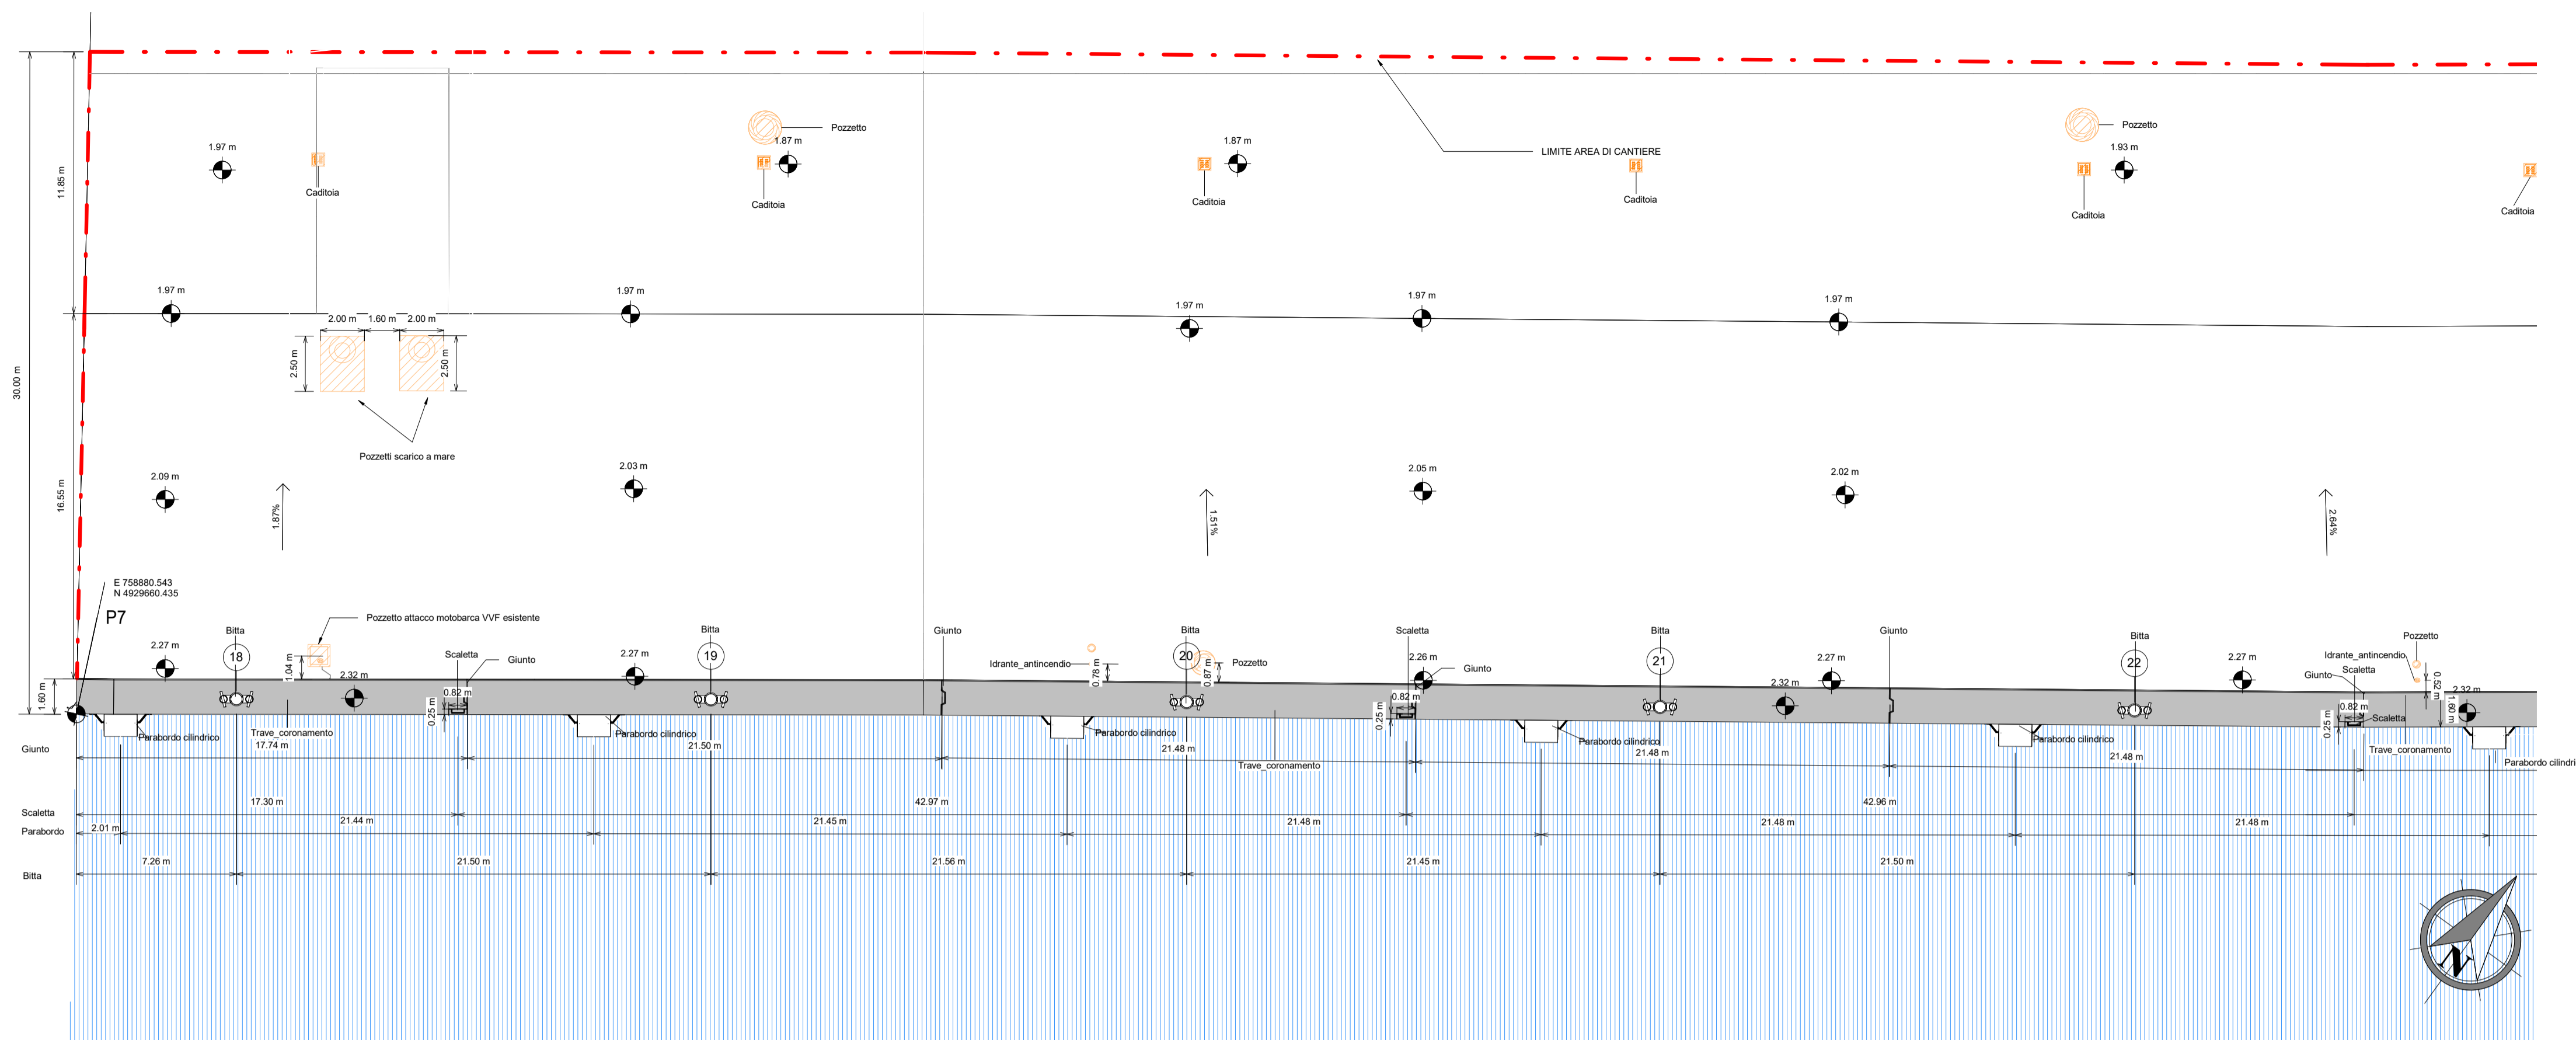 Pozzetto
Pozzetto
1.97 m
1.87 m
1.87 m
LIMITE AREA DI CANTIERE
1.93 m
11.85 m
Caditoia
Caditoia
Caditoia
Caditoia
Caditoia
Caditoia
1.97 m
1.97 m
1.97 m
1.97 m
1.97 m
2.00 m
1.60 m
2.00 m
2.50 m
2.50 m
30.00 m
Pozzetti scarico a mare
2.09 m
2.03 m
2.05 m
2.02 m
16.55 m
1.87%
1.51%
2.64%
E 758880.543
N 4929660.435
P7
Pozzetto attacco motobarca VVF esistente
Bitta
Bitta
Giunto
Bitta
Scaletta
Bitta
Giunto
Bitta
Pozzetto
2.27 m
18
1.04 m
Scaletta
Giunto
2.27 m
19
Idrante_antincendio
0.78 m
20
0.87 m
Pozzetto
2.26 m
Giunto
21
2.27 m
22
2.27 m
Idrante_antincendio
Scaletta
Giunto
0.52 m
1.60 m
2.32 m
0.82 m
0.25 m
0.82 m
0.25 m
2.32 m
0.82 m
0.25 m
Scaletta
2.32 m
1.60 m
Parabordo cilindrico
Trave_coronamento
Parabordo cilindrico
Parabordo cilindrico
Parabordo cilindrico
Parabordo cilindrico
Trave_coronamento
Parabordo cilindri
Giunto
17.74 m
21.50 m
21.48 m
Trave_coronamento
21.48 m
21.48 m
Scaletta
17.30 m
42.97 m
42.96 m
Parabordo
2.01 m
21.44 m
21.45 m
21.48 m
21.48 m
21.48 m
Bitta
7.26 m
21.50 m
21.56 m
21.45 m
21.50 m
N